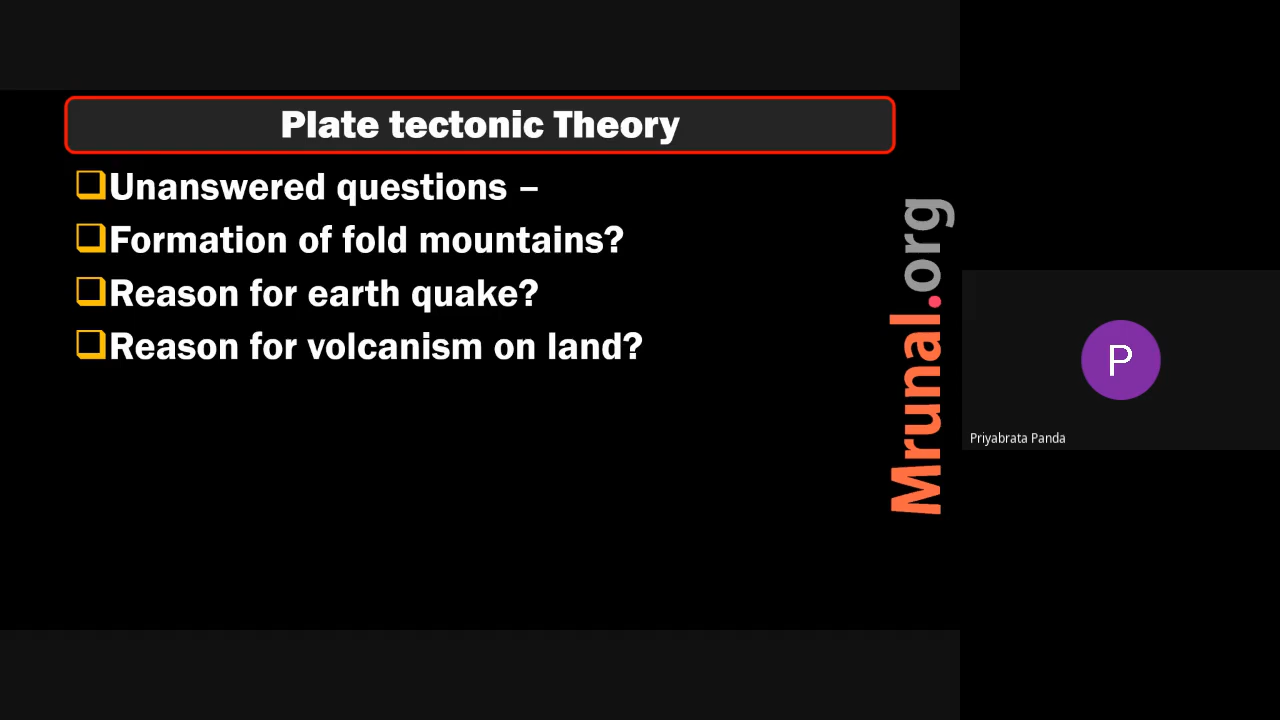 Plate tectonic Theory
Unanswered questions –
Formation of fold mountains?
Reason for earth quake?
Reason for volcanism on land?
Mrunal.org
P
Priyabrata Panda